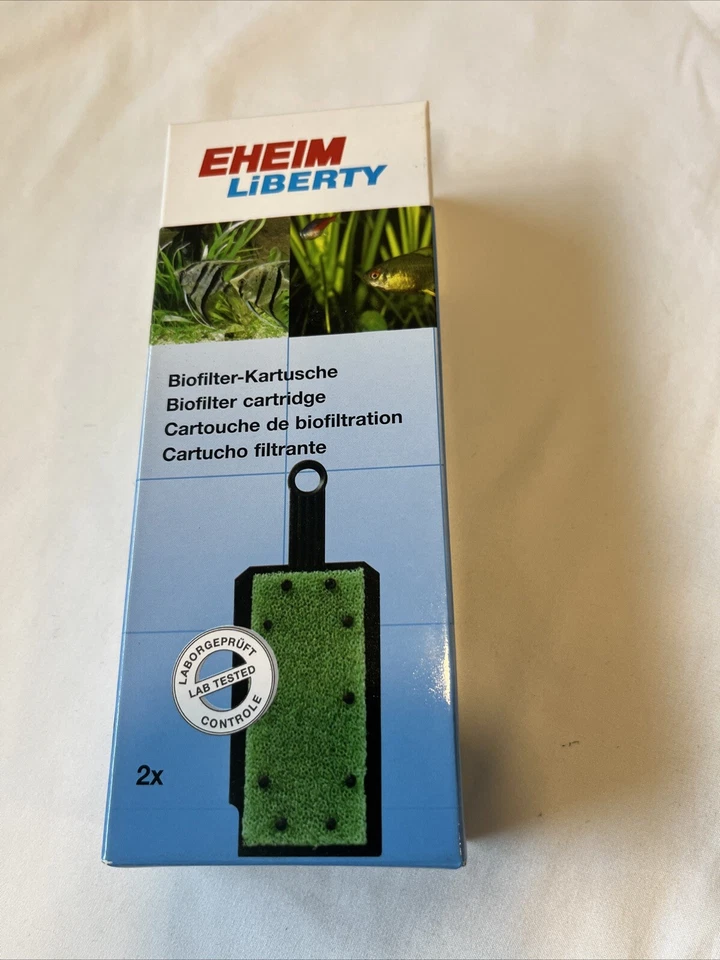 EHEIM
LiBERTY
Biofilter-Kartusche
Biofilter cartridge
Cartouche de biofiltration
Cartucho filtrante
LABORGEPRÜFT
LAB TESTED
CONTROLE
2x